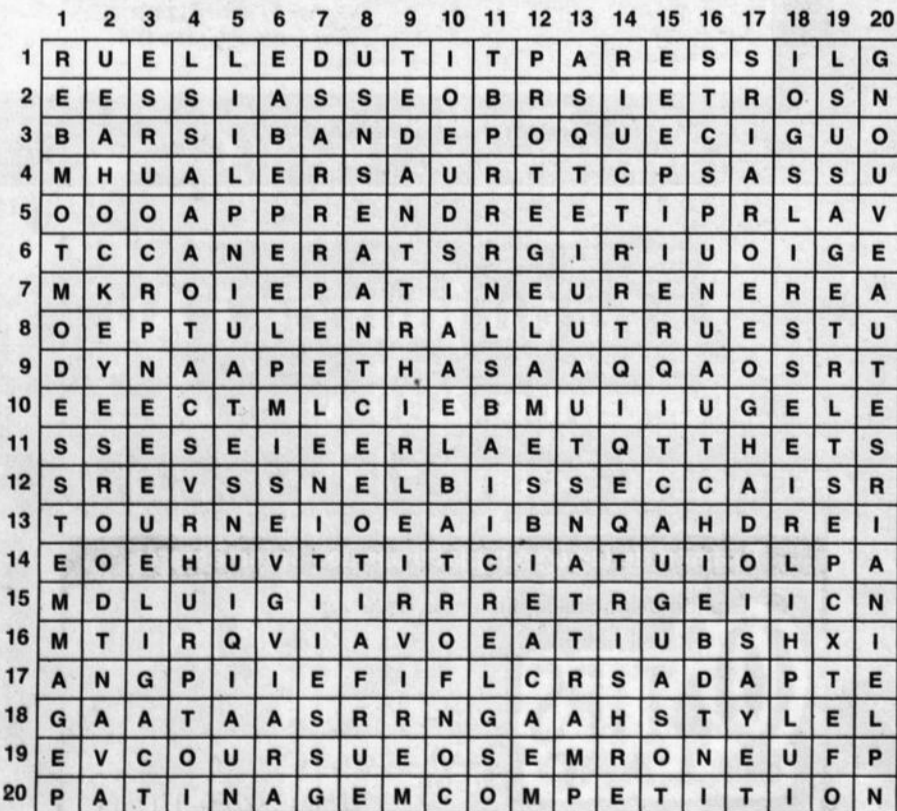 1 2 3 4 5 6 7 8 9 10 11 12 13 14 15 16 17 18 19 20
1 R U E L L E D U T I T P A R E S S I L G
2 E E S S I A S S E O B R S I E T R O S N
3 B A R S I B A N D E P O Q U E C I G U O
4 M H U A L E R S A U R T T C P S A S S U
5 O O O A P P R E N D R E E T I P R L A V
6 T C C A N E R A T S R G I R I U O I G E
7 M K R O I E P A T I N E U R E N E R E A
8 O E P T U L E N R A L L U T R U E S T U
9 D Y N A A P E T H A S A A Q Q A O S R T
10 E E E C T M L C I E B M U I I U G E L E
11 S S E S E I E E R L A E T Q T T H E T S
12 S R E V S S N E L B I S S E C C A I S R
13 T O U R N E I O E A I B N Q A H D R E I
14 E O E H U V T T I T C I A T U I O L P A
15 M D L U I G I I R R R E T R G E I I C N
16 M T I R Q V I A V O E A T I U B S H X I
17 A N G P I I E F I F L C R S A D A P T E
18 G A A T A A S R R N G A A H S T Y L E L
19 E V C O U R S U E O S E M R O N E U F P
20 P A T I N A G E M C O M P E T I T I O N